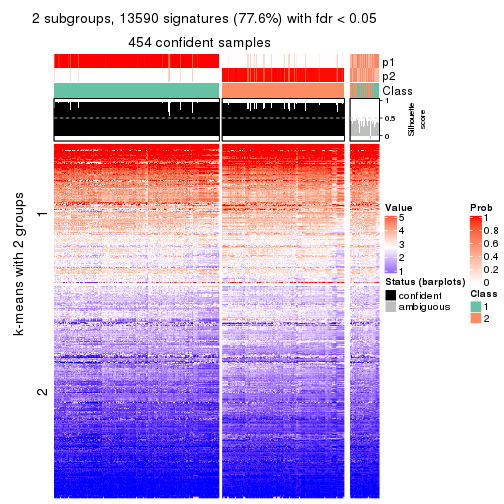 2 subgroups, 13590 signatures (77.6%) with fdr < 0.05
454 confident samples
p1
p2
Class
1
0.5
0
Silhouette
score
k-means with 2 groups
1
2
Value
5
4
3
2
1
Status (barplots)
confident
ambiguous
Prob
1
0.8
0.6
0.4
0.2
0
Class
1
2